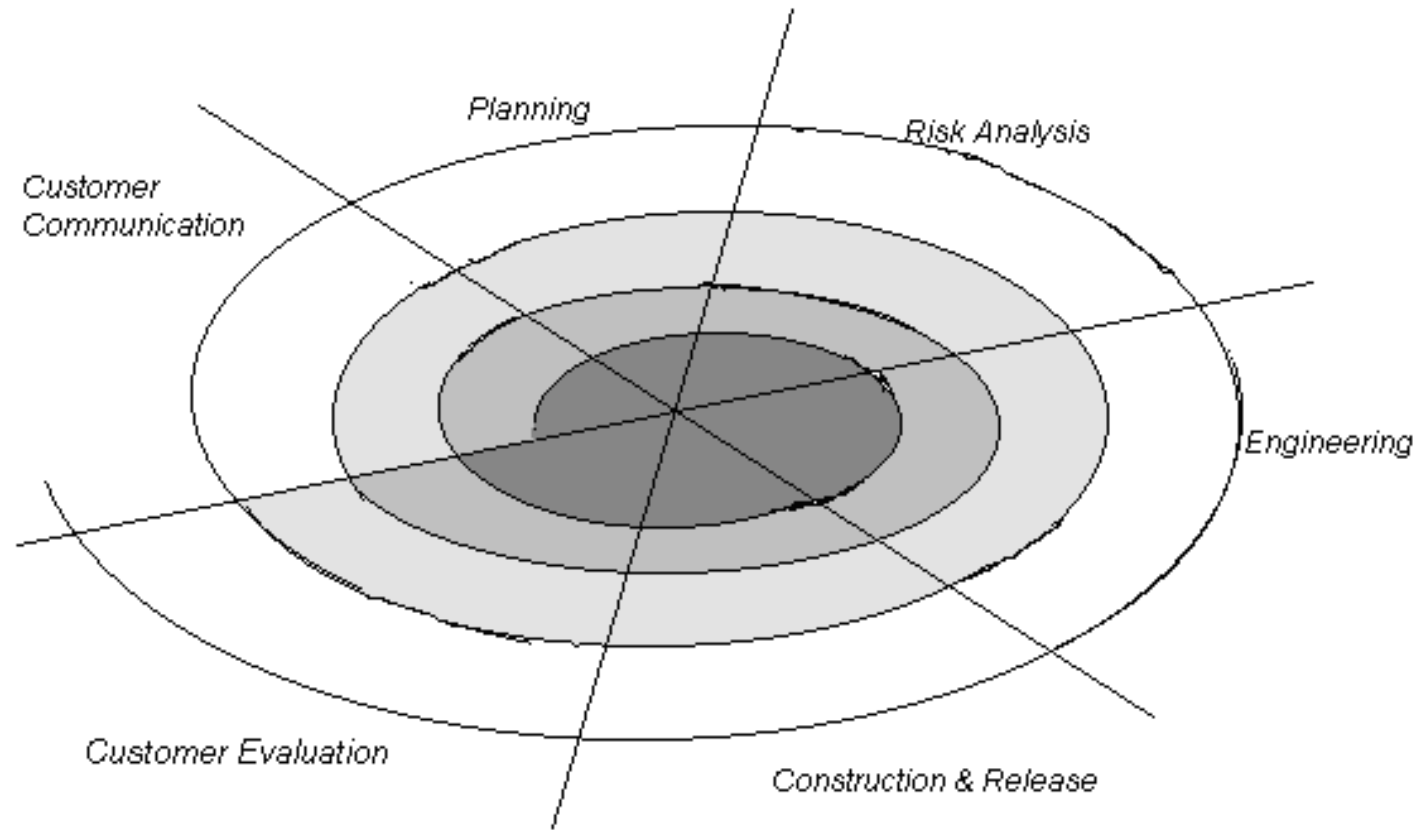 Planning
Risk Analysis
Customer
Communication
Engineering
Customer Evaluation
Construction & Release